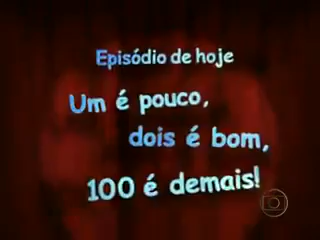 Episódio de hoje
Um é pouco,
dois é bom,
100 é demais!